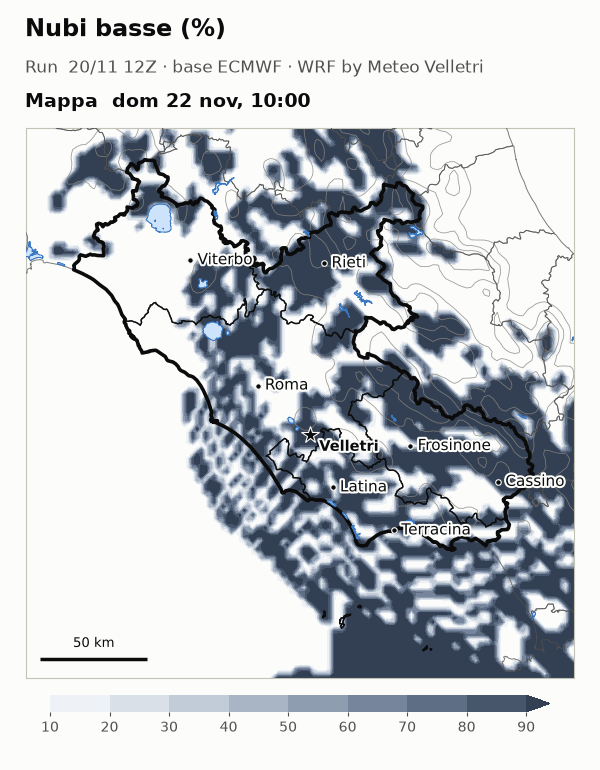 Nubi basse (%)
Run  20/11 12Z · base ECMWF · WRF by Meteo Velletri
Mappa  dom 22 nov, 10:00
Viterbo
Rieti
Roma
Velletri
Frosinone
Cassino
Latina
Terracina
50 km
10 20 30 40 50 60 70 80 90